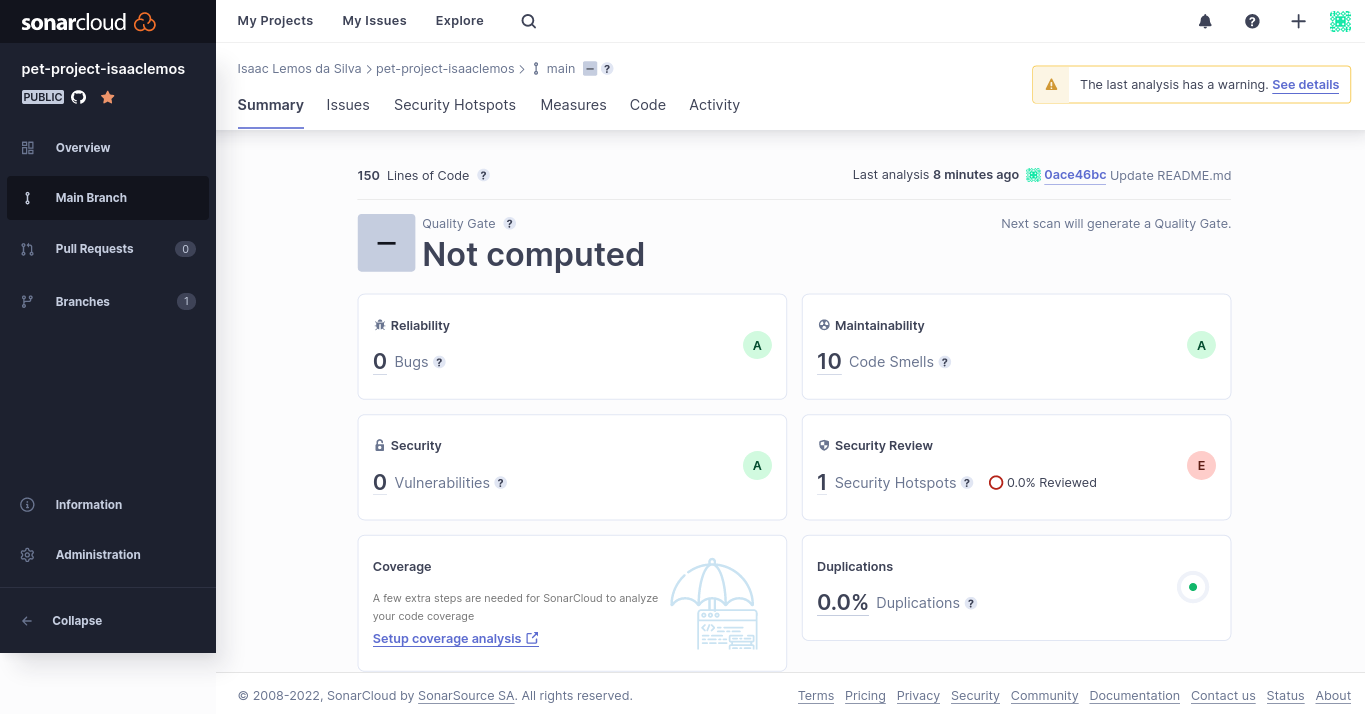 sonarcloud
My Projects My Issues Explore
pet-project-isaaclemos
PUBLIC
Overview
Main Branch
Pull Requests 0
Branches 1
Information
Administration
Collapse
Isaac Lemos da Silva > pet-project-isaaclemos > main – ?
The last analysis has a warning. See details
Summary Issues Security Hotspots Measures Code Activity
150 Lines of Code ?
Last analysis 8 minutes ago 0ace46bc Update README.md
Quality Gate ?
Next scan will generate a Quality Gate.
Not computed
Reliability
0 Bugs ?
A
Maintainability
10 Code Smells ?
A
Security
0 Vulnerabilities ?
A
Security Review
1 Security Hotspots ? 0.0% Reviewed
E
Coverage
A few extra steps are needed for SonarCloud to analyze
your code coverage
Setup coverage analysis
Duplications
0.0% Duplications ?
© 2008-2022, SonarCloud by SonarSource SA. All rights reserved.
Terms Pricing Privacy Security Community Documentation Contact us Status About